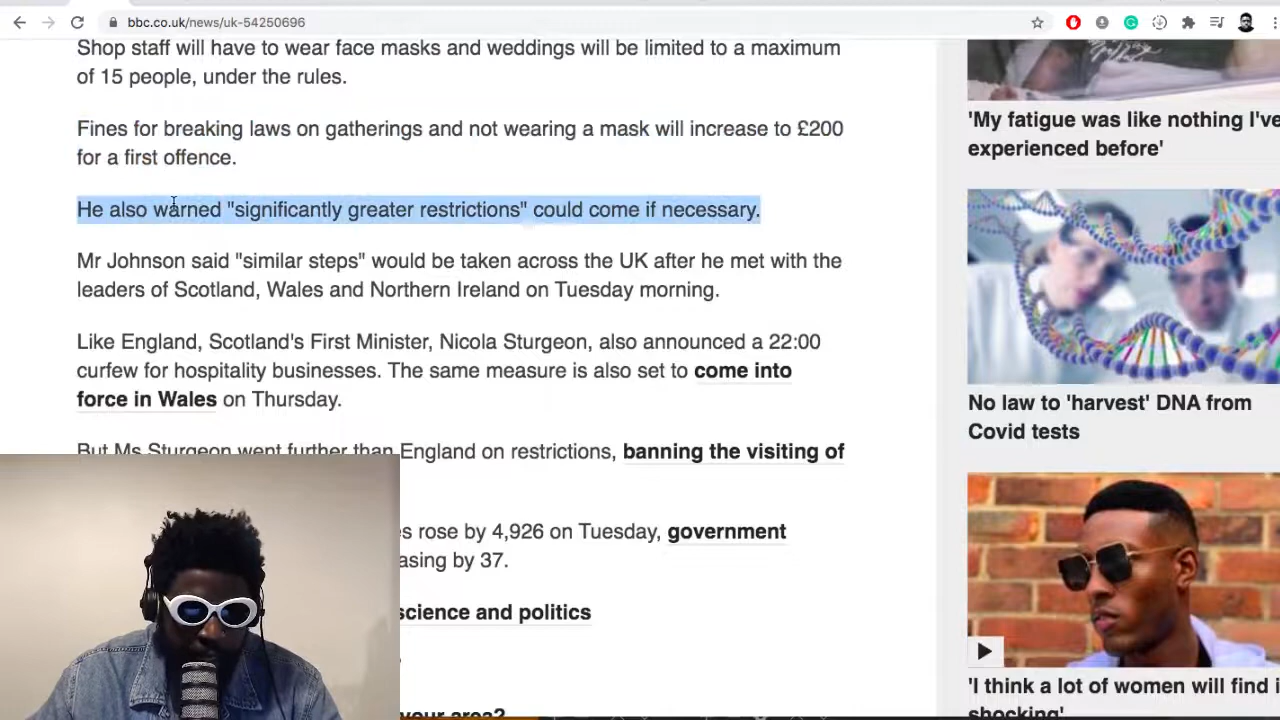 bbc.co.uk/news/uk-54250696
Shop staff will have to wear face masks and weddings will be limited to a maximum
of 15 people, under the rules.
Fines for breaking laws on gatherings and not wearing a mask will increase to £200
for a first offence.
He also warned "significantly greater restrictions" could come if necessary.
Mr Johnson said "similar steps" would be taken across the UK after he met with the
leaders of Scotland, Wales and Northern Ireland on Tuesday morning.
Like England, Scotland's First Minister, Nicola Sturgeon, also announced a 22:00
curfew for hospitality businesses. The same measure is also set to come into
force in Wales on Thursday.
But Ms Sturgeon went further than England on restrictions, banning the visiting of
es rose by 4,926 on Tuesday, government
asing by 37.
science and politics
your area?
'My fatigue was like nothing I've
experienced before'
No law to 'harvest' DNA from
Covid tests
'I think a lot of women will find i
shocking'